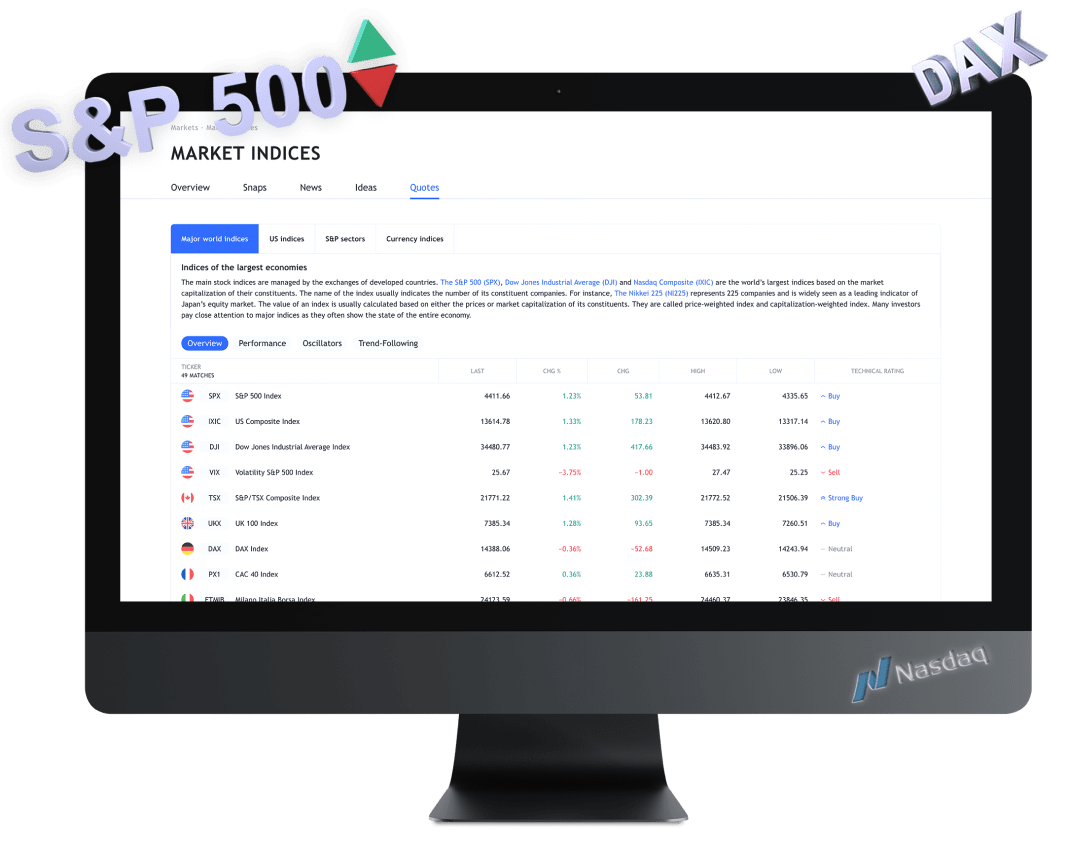 S&P 500
DAX
Markets
MARKET INDICES
Overview Snaps News Ideas Quotes
Major world indices US indices S&P sectors Currency indices
Indices of the largest economies
The main stock indices are managed by the exchanges of developed countries. The S&P 500 (SPX), Dow Jones Industrial Average (DJI) and Nasdaq Composite (IXIC) are the world's largest indices based on the market
capitalization of their constituents. The name of the index usually indicates the number of its constituent companies. For instance, The Nikkei 225 (NI225) represents 225 companies and is widely seen as a leading indicator of
Japan's equity market. The value of an index is usually calculated based on either the prices or market capitalization of its constituents. They are called price-weighted index and capitalization-weighted index. Many investors
pay close attention to major indices as they often show the state of the entire economy.
Overview Performance Oscillators Trend-Following
TICKER LAST CHG % CHG HIGH LOW TECHNICAL RATING
49 MATCHES
SPX S&P 500 Index 4411.66 1.23% 53.81 4412.67 4335.65 Buy
IXIC US Composite Index 13614.78 1.33% 178.23 13620.80 13317.14 Buy
DJI Dow Jones Industrial Average Index 34480.77 1.23% 417.66 34483.92 33896.06 Buy
VIX Volatility S&P 500 Index 25.67 −3.75% −1.00 27.47 25.25 Sell
TSX S&P/TSX Composite Index 21771.22 1.41% 302.39 21772.52 21506.39 Strong Buy
UKX UK 100 Index 7385.34 1.28% 93.65 7385.34 7260.51 Buy
DAX DAX Index 14388.06 −0.36% −52.68 14509.23 14243.94 Neutral
PX1 CAC 40 Index 6612.52 0.36% 23.88 6635.31 6530.79 Neutral
FTMIB Milano Italia Borsa Index 24123.59 −0.66% −161.25 24460.37 23846.35 Sell
Nasdaq